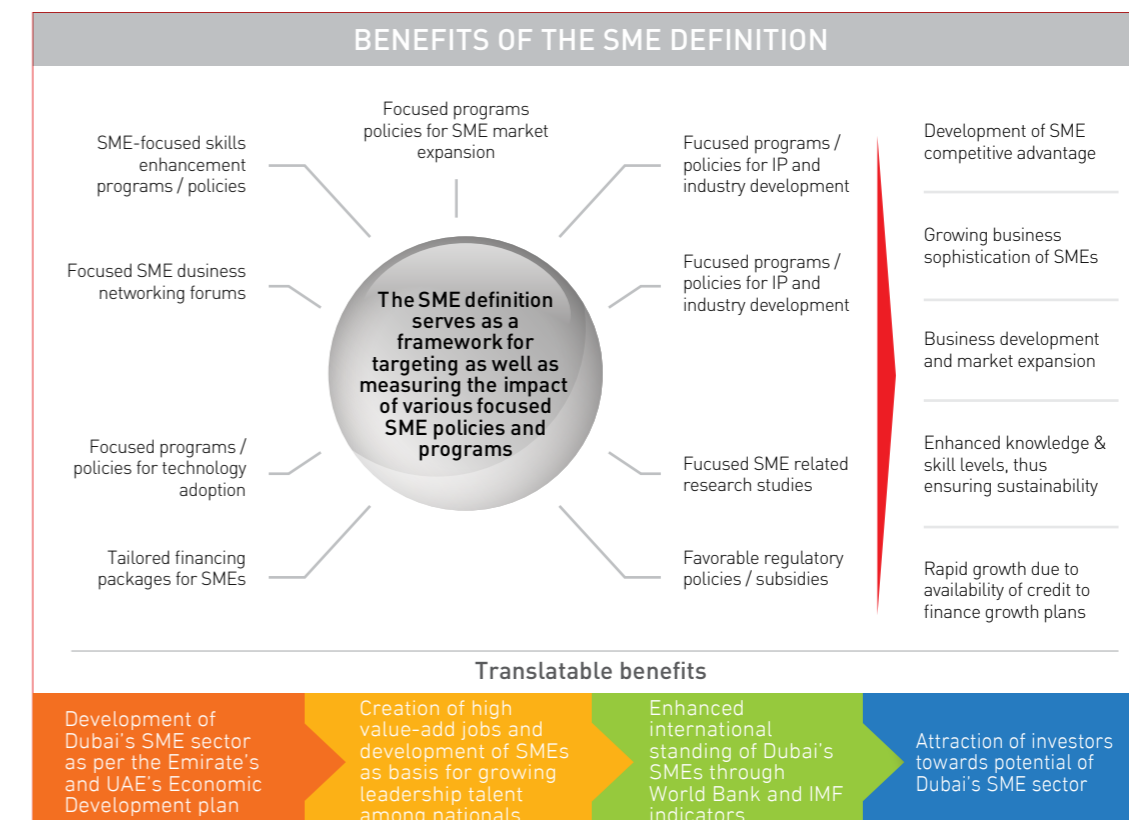 BENEFITS OF THE SME DEFINITION
Focused programs
policies for SME market
expansion
SME-focused skills
enhancement
programs / policies
Focused SME dusiness
networking forums
Focused programs /
policies for technology
adoption
Tailored financing
packages for SMEs
The SME definition
serves as a
framework for
targeting as well as
measuring the impact
of various focused
SME policies and
programs
Fucused programs /
policies for IP and
industry development
Fucused programs /
policies for IP and
industry development
Fucused SME related
research studies
Favorable regulatory
policies / subsidies
Development of SME
competitive advantage
Growing business
sophistication of SMEs
Business development
and market expansion
Enhanced knowledge &
skill levels, thus
ensuring sustainability
Rapid growth due to
availability of credit to
finance growth plans
Translatable benefits
Development of
Dubai's SME sector
as per the Emirate's
and UAE's Economic
Development plan
Creation of high
value-add jobs and
development of SMEs
as basis for growing
leadership talent
among nationals
Enhanced
international
standing of Dubai's
SMEs through
World Bank and IMF
indicators
Attraction of investors
towards potential of
Dubai's SME sector